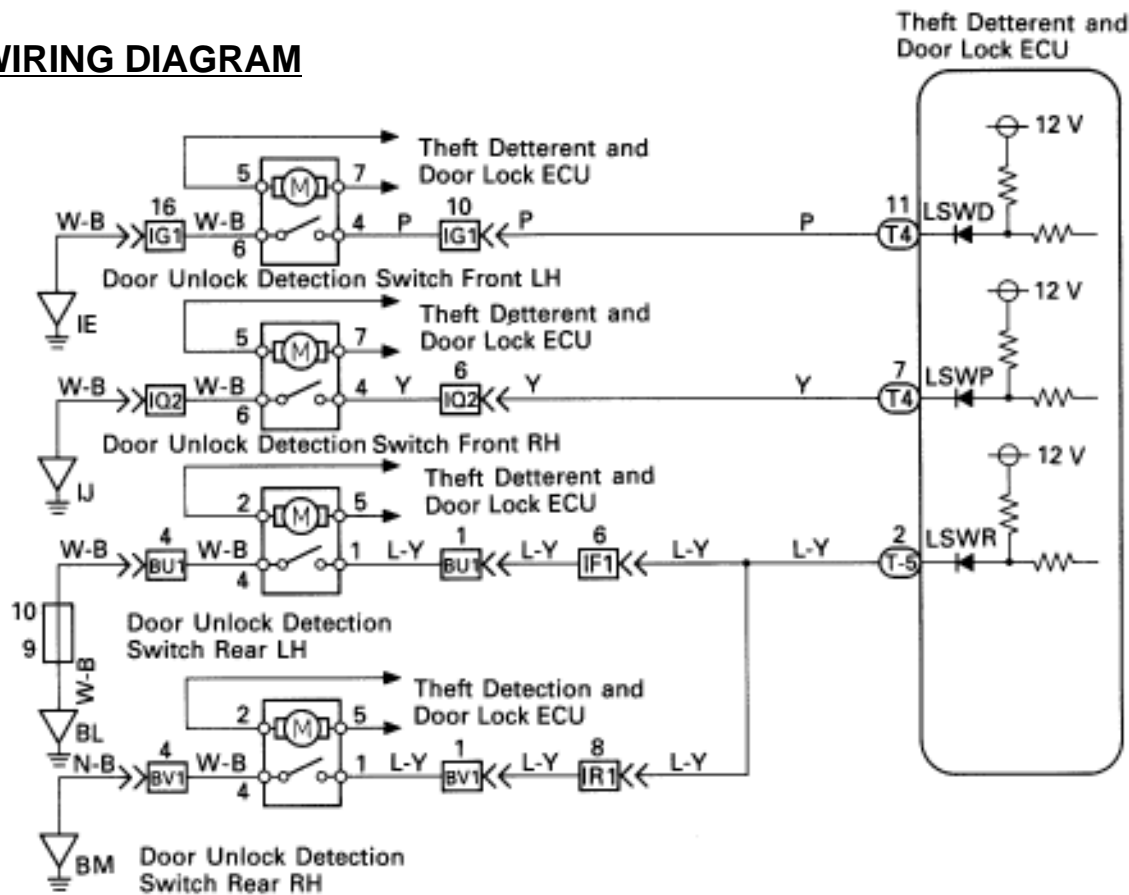 WIRING DIAGRAM
Theft Detterent and
Door Lock ECU
12 V
5
M
7
Theft Detterent and
Door Lock ECU
W-B
16
IG1
W-B
6
4
P
10
IG1
P
P
11
T4
LSWD
Door Unlock Detection Switch Front LH
IE
12 V
5
M
7
Theft Detterent and
Door Lock ECU
W-B
IQ2
W-B
6
4
Y
6
IQ2
Y
Y
7
T4
LSWP
Door Unlock Detection Switch Front RH
IJ
12 V
2
M
5
Theft Detterent and
Door Lock ECU
W-B
4
BU1
W-B
4
1
L-Y
1
BU1
L-Y
6
IF1
L-Y
L-Y
2
T-5
LSWR
10
9
W-B
BL
Door Unlock Detection
Switch Rear LH
2
M
5
Theft Detection and
Door Lock ECU
N-B
4
BV1
W-B
4
1
L-Y
1
BV1
L-Y
8
IR1
L-Y
BM
Door Unlock Detection
Switch Rear RH